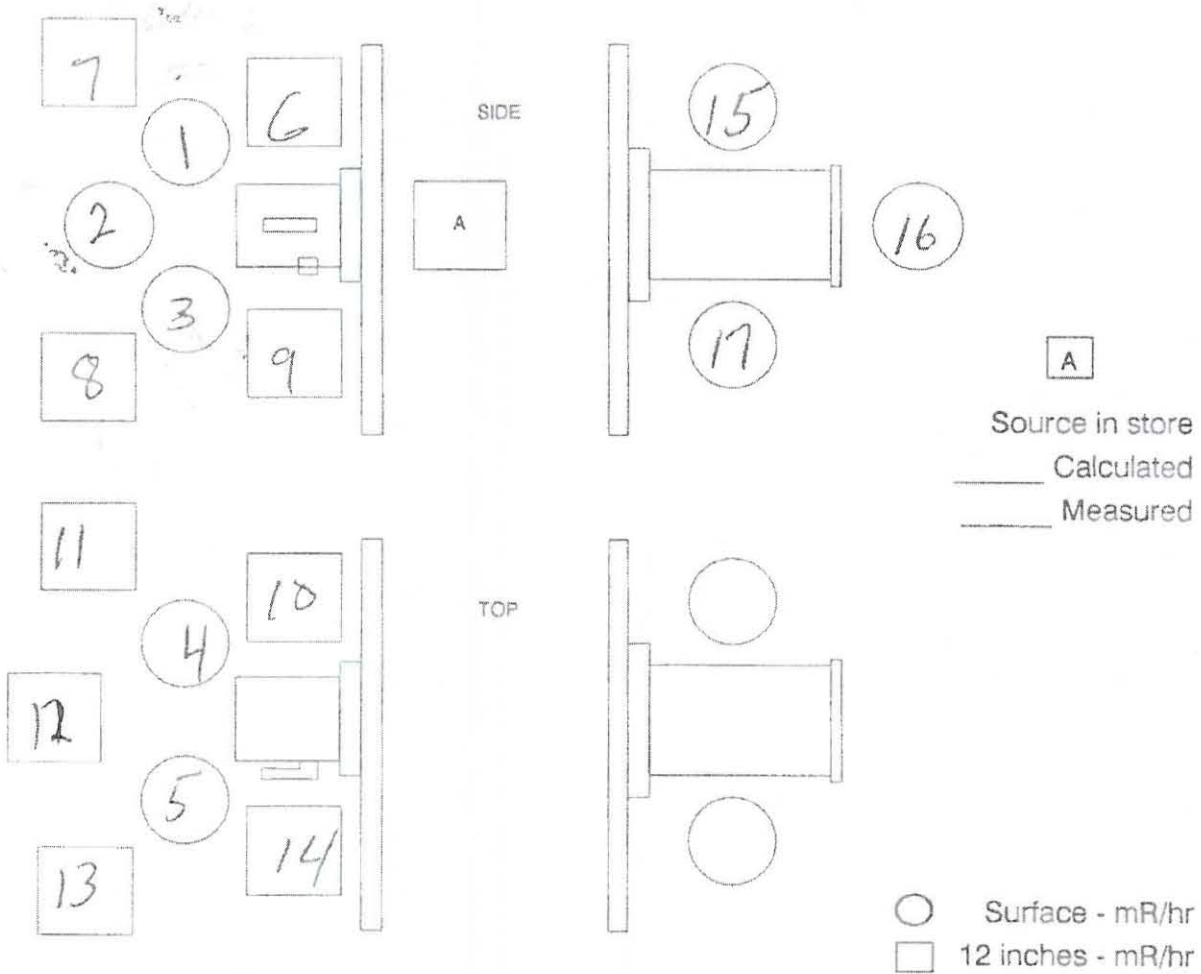 7
1
6
SIDE
15
2
A
16
3
17
8
9
A
Source in store
Calculated
Measured
11
10
TOP
4
12
5
14
13
Surface - mR/hr
12 inches - mR/hr